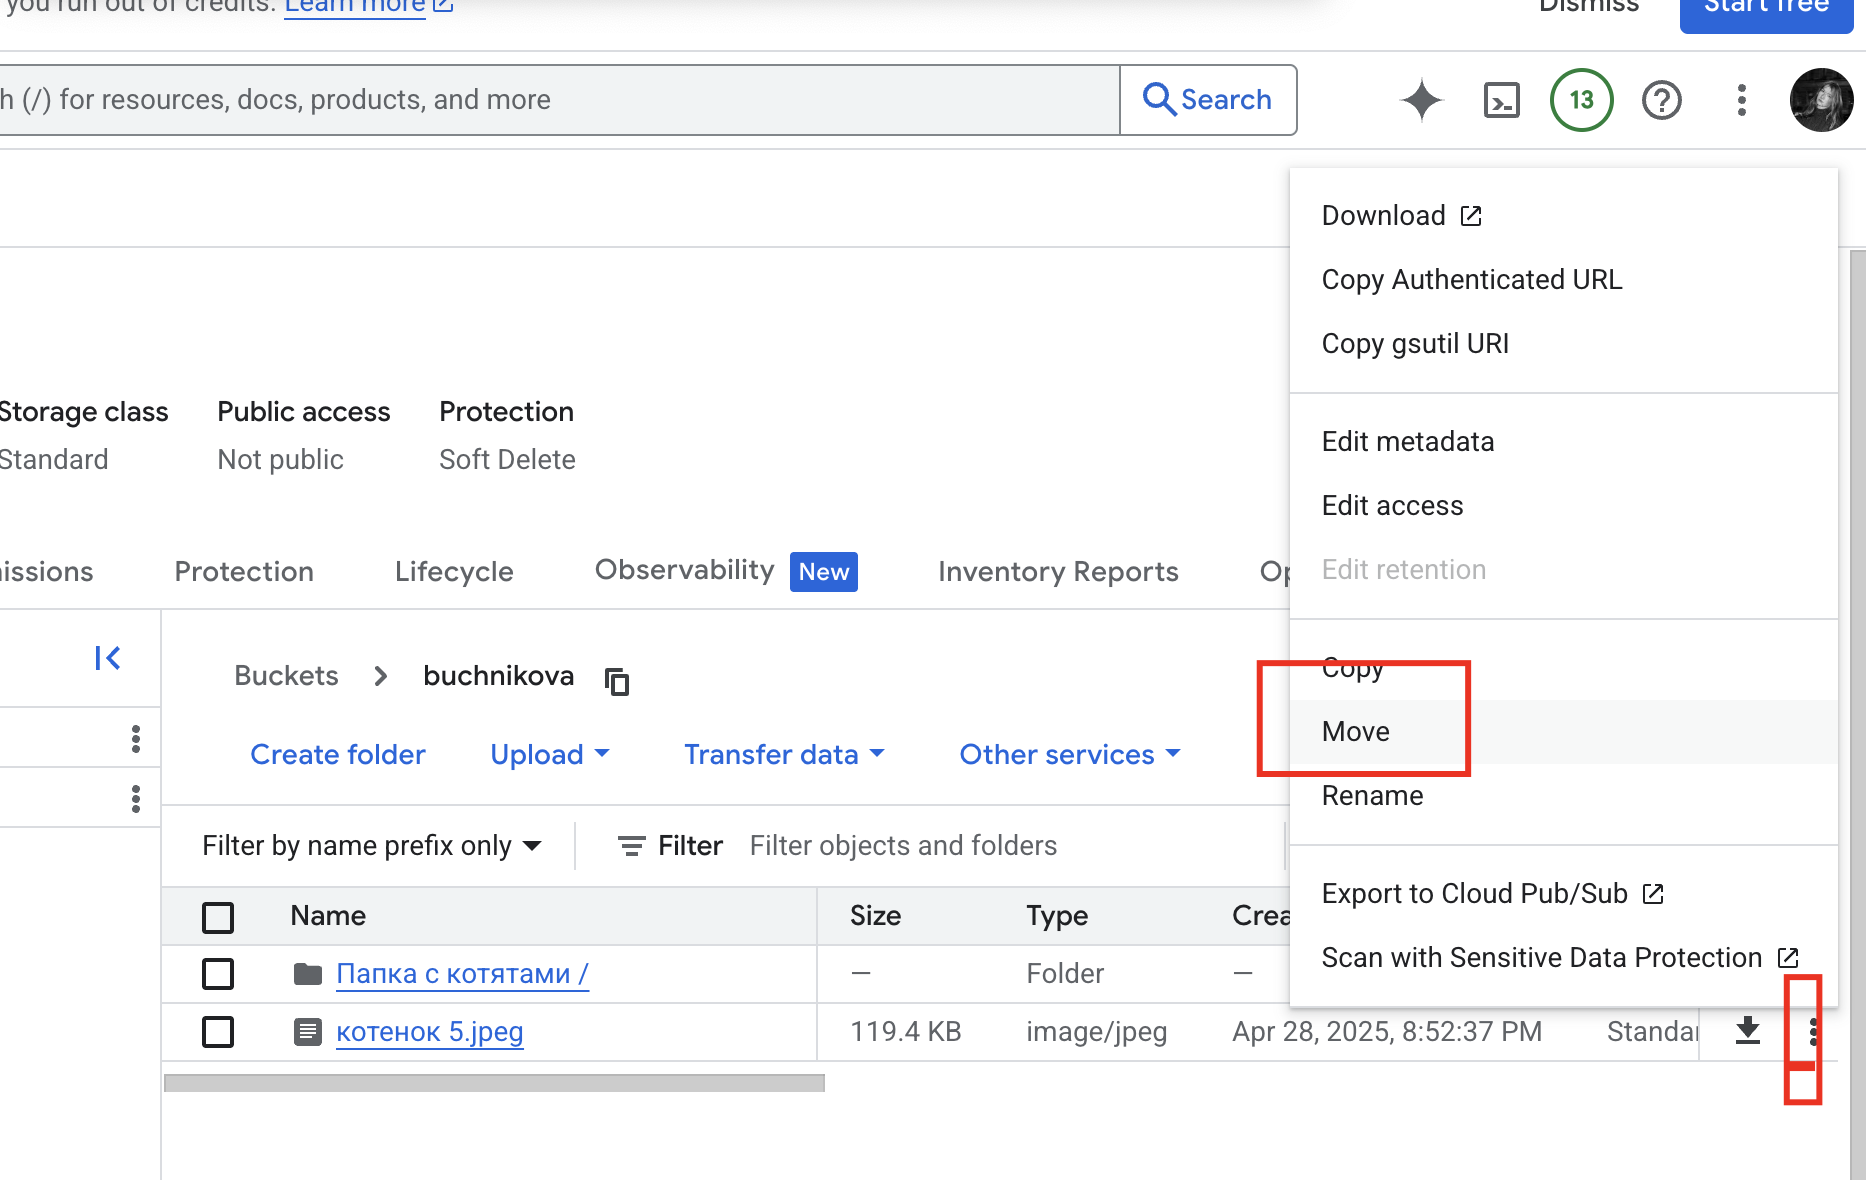 you run out of credits. Learn more
Dismiss
Start free
h (/) for resources, docs, products, and more
Search
13
Download
Copy Authenticated URL
Copy gsutil URI
Storage class
Public access
Protection
Standard
Not public
Soft Delete
Edit metadata
Edit access
Edit retention
issions
Protection
Lifecycle
Observability
New
Inventory Reports
Op
Copy
Move
Rename
Buckets
buchnikova
Create folder
Upload
Transfer data
Other services
Filter by name prefix only
Filter
Filter objects and folders
Export to Cloud Pub/Sub
Scan with Sensitive Data Protection
Name
Size
Type
Crea
Папка с котятами /
—
Folder
—
котенок 5.jpeg
119.4 KB
image/jpeg
Apr 28, 2025, 8:52:37 PM
Standar